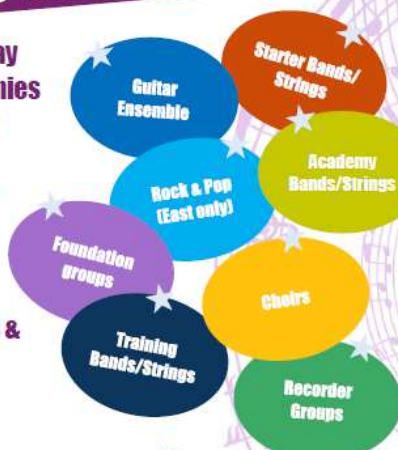 &
Guitar
Ensemble
Starter Bands/
Strings
Rock & Pop
(East only)
Academy
Bands/Strings
Foundation
groups
Choirs
Training
Bands/Strings
Recorder
Groups